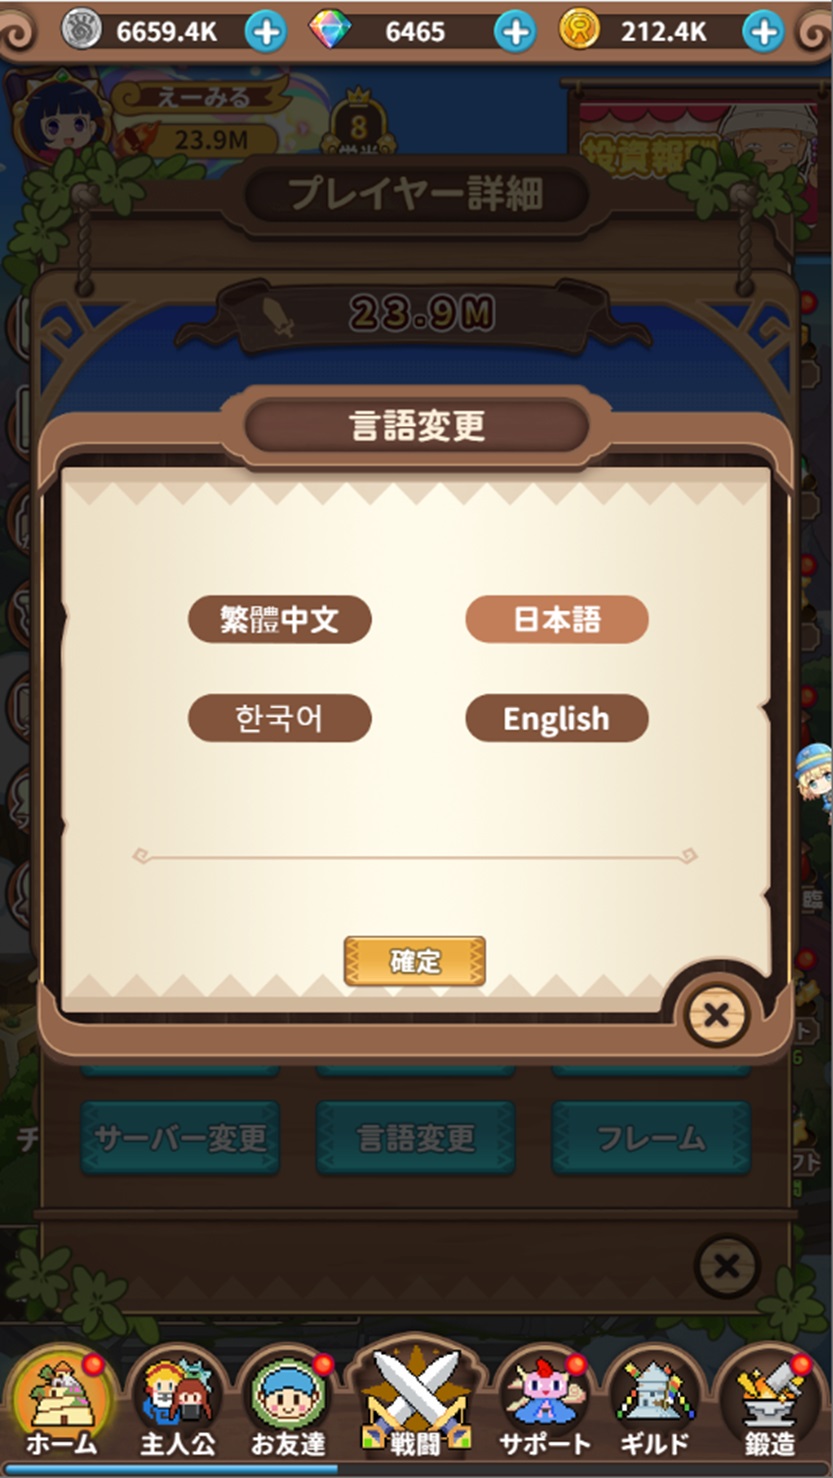 6659.4K
6465
212.4K
えーみる
23.9M
8
投資報酬
プレイヤー詳細
23.9M
言語変更
繁體中文
日本語
한국어
English
確定
サーバー変更
言語変更
フレーム
ホーム
主人公
お友達
戦闘
サポート
ギルド
鍛造